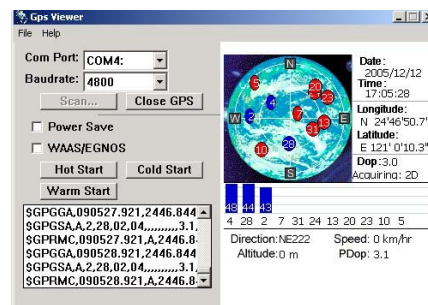 Gps Viewer
File Help
Com Port: COM4:
Baudrate: 4800
Scan... Close GPS
Power Save
WAAS/EGNOS
Hot Start Cold Start
Warm Start
$GPGGA,090527.921,2446.844
$GPGSA,A,2,28,02,04,,,,,,,,,3.1,
$GPRMC,090527.921,A,2446.8
$GPGGA,090528.921,2446.844
$GPGSA,A,2,28,02,04,,,,,,,,,3.1,
$GPRMC,090528.921,A,2446.8
N
5 20 23
4
W 2 7 13 E
31
10 28
S
Date:
2005/12/12
Time:
17:05:28
Longitude:
N 24'46'50.7"
Latitude:
E 121' 0'10.3"
Dop:3.0
Acquiring: 2D
48 44 43
4 28 2 7 31 24 13 20 23 10 5
Direction:NE222 Speed: 0 km/hr
Altitude:0 m PDop: 3.1